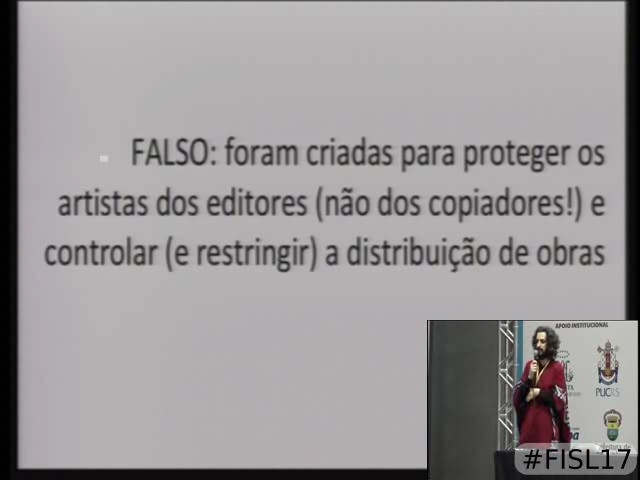 FALSO: foram criadas para proteger os
artistas dos editores (não dos copiadores!) e
controlar (e restringir) a distribuição de obras
APOIO INSTITUCIONAL
PUCRS
#FISL17